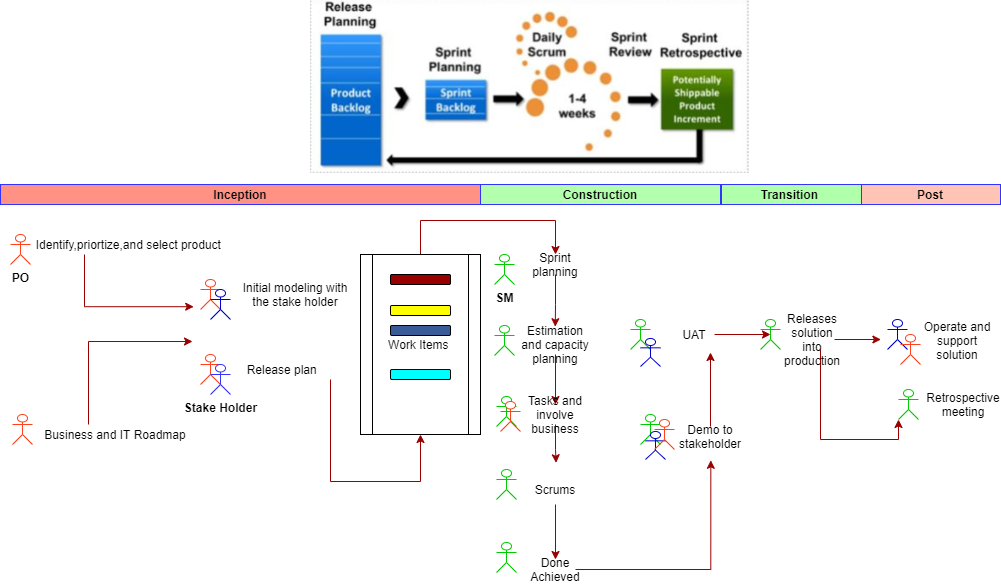 Release
Planning
Product
Backlog
Sprint
Planning
Sprint
Backlog
Daily
Scrum
1-4
weeks
Sprint
Review
Sprint
Retrospective
Potentially
Shippable
Product
Increment
Inception
Construction
Transition
Post
Identify,priortize,and select product
PO
Initial modeling with
the stake holder
Release plan
Stake Holder
Business and IT Roadmap
Work Items
Sprint
planning
SM
Estimation
and capacity
planning
Tasks and
involve
business
Scrums
Done
Achieved
UAT
Demo to
stakeholder
Releases
solution
into
production
Operate and
support
solution
Retrospective
meeting